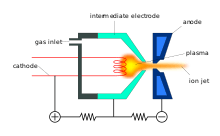 intermediate electrode
anode
gas inlet
plasma
cathode
ion jet
+
−